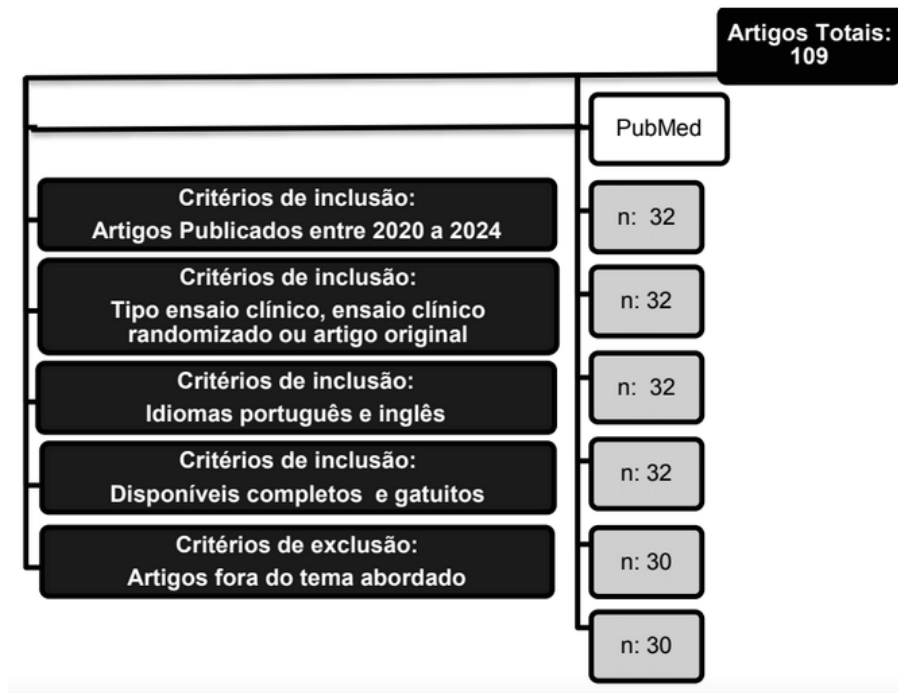 Artigos Totais:
109
PubMed
Critérios de inclusão:
Artigos Publicados entre 2020 a 2024
n: 32
Critérios de inclusão:
Tipo ensaio clínico, ensaio clínico
randomizado ou artigo original
n: 32
Critérios de inclusão:
Idiomas português e inglês
n: 32
Critérios de inclusão:
Disponíveis completos e gatuitos
n: 32
Critérios de exclusão:
Artigos fora do tema abordado
n: 30
n: 30